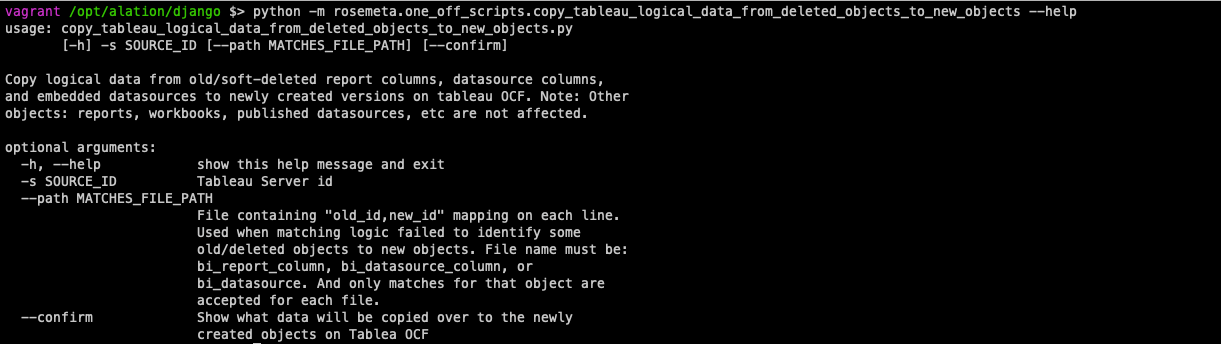 vagrant /opt/alation/django $> python -m rosemeta.one_off_scripts.copy_tableau_logical_data_from_deleted_objects_to_new_objects --help
usage: copy_tableau_logical_data_from_deleted_objects_to_new_objects.py
       [-h] -s SOURCE_ID [--path MATCHES_FILE_PATH] [--confirm]

Copy logical data from old/soft-deleted report columns, datasource columns,
and embedded datasources to newly created versions on tableau OCF. Note: Other
objects: reports, workbooks, published datasources, etc are not affected.

optional arguments:
  -h, --help            show this help message and exit
  -s SOURCE_ID          Tableau Server id
  --path MATCHES_FILE_PATH
                        File containing "old_id,new_id" mapping on each line.
                        Used when matching logic failed to identify some
                        old/deleted objects to new objects. File name must be:
                        bi_report_column, bi_datasource_column, or
                        bi_datasource. And only matches for that object are
                        accepted for each file.
  --confirm             Show what data will be copied over to the newly
                        created objects on Tablea OCF